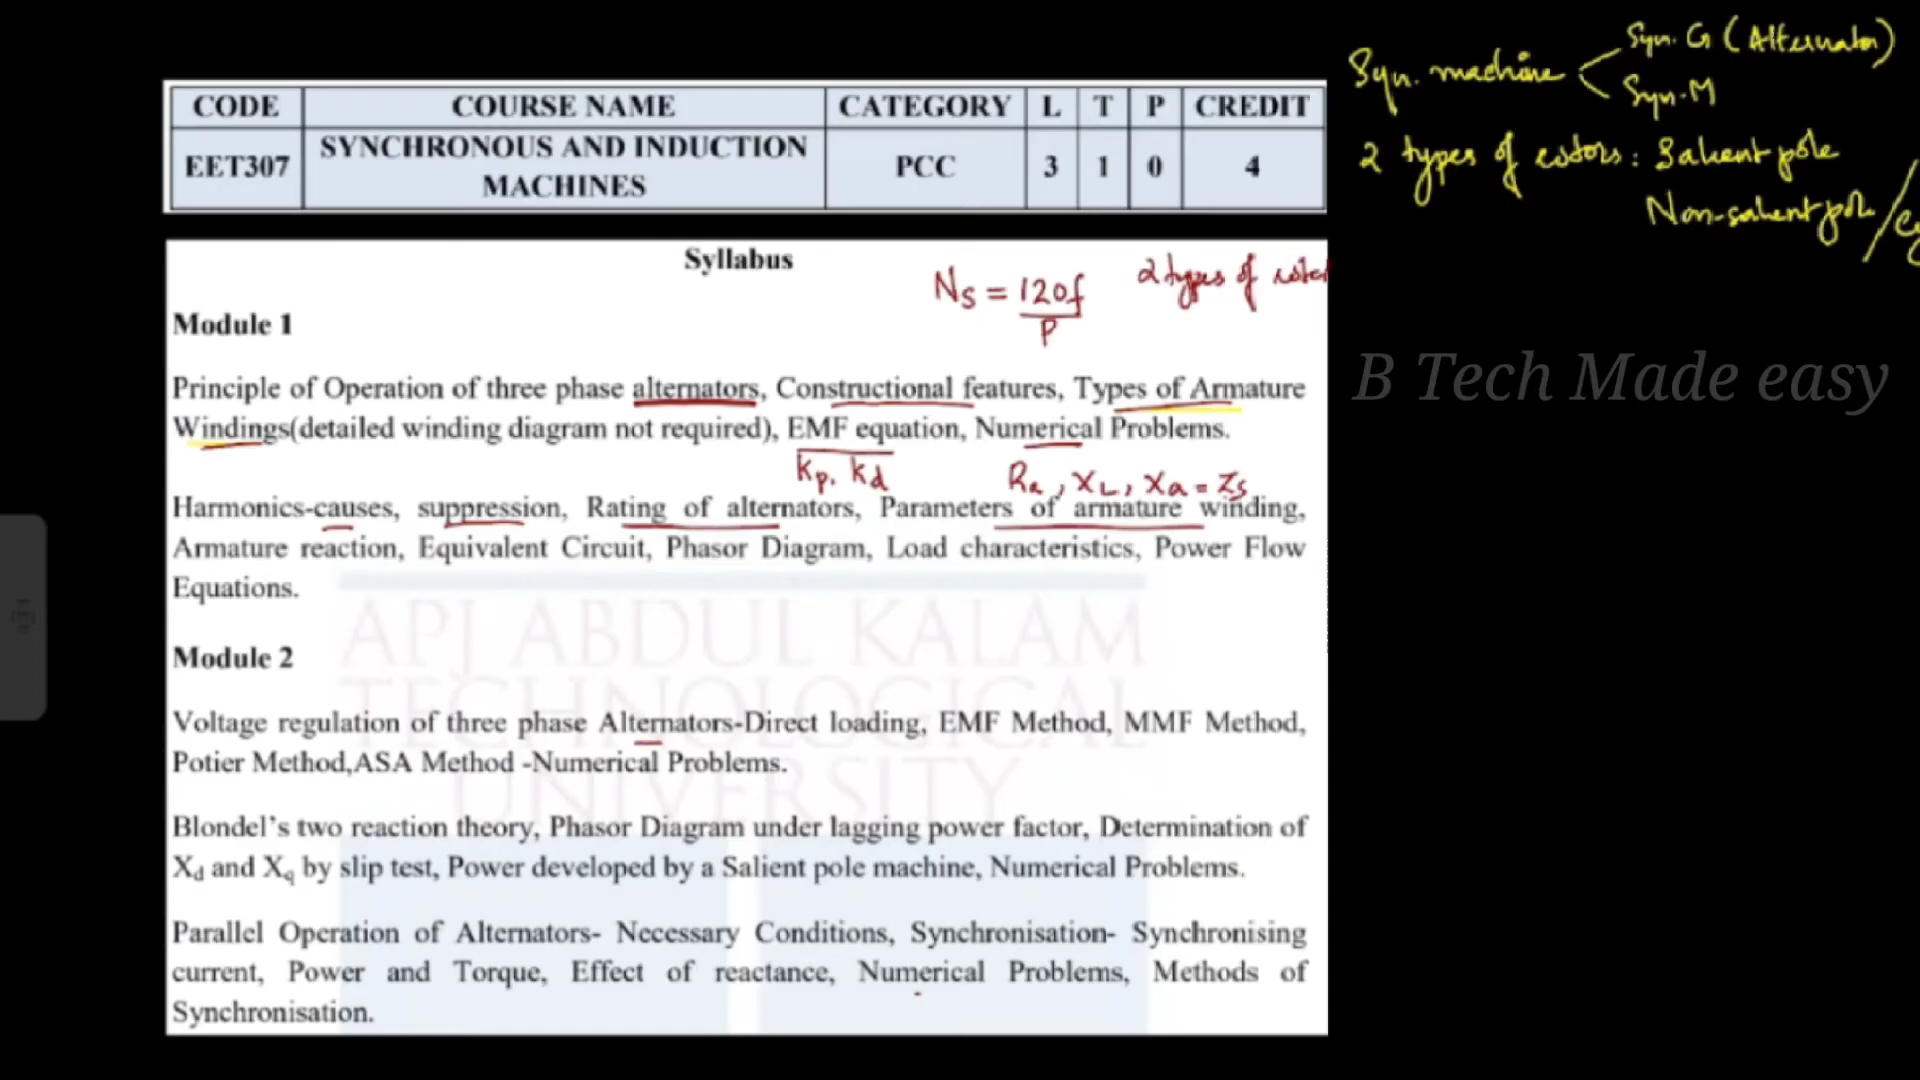 Syn. machine
Syn. G (Alternator)
Syn. M
2 types of rotors: Salient pole
Non-salient pole /
CODE COURSE NAME CATEGORY L T P CREDIT
EET307 SYNCHRONOUS AND INDUCTION MACHINES PCC 3 1 0 4
Syllabus
Ns = 120f
P
2 types of
Module 1
B Tech Made easy
Principle of Operation of three phase alternators, Constructional features, Types of Armature
Windings(detailed winding diagram not required), EMF equation, Numerical Problems.
kp, kd
Ra, XL, Xa = Zs
Harmonics-causes, suppression, Rating of alternators, Parameters of armature winding,
Armature reaction, Equivalent Circuit, Phasor Diagram, Load characteristics, Power Flow
Equations.
APJ ABDUL KALAM
TECHNOLOGICAL
UNIVERSITY
Module 2
Voltage regulation of three phase Alternators-Direct loading, EMF Method, MMF Method,
Potier Method,ASA Method -Numerical Problems.
Blondel's two reaction theory, Phasor Diagram under lagging power factor, Determination of
Xd and Xq by slip test, Power developed by a Salient pole machine, Numerical Problems.
Parallel Operation of Alternators- Necessary Conditions, Synchronisation- Synchronising
current, Power and Torque, Effect of reactance, Numerical Problems, Methods of
Synchronisation.